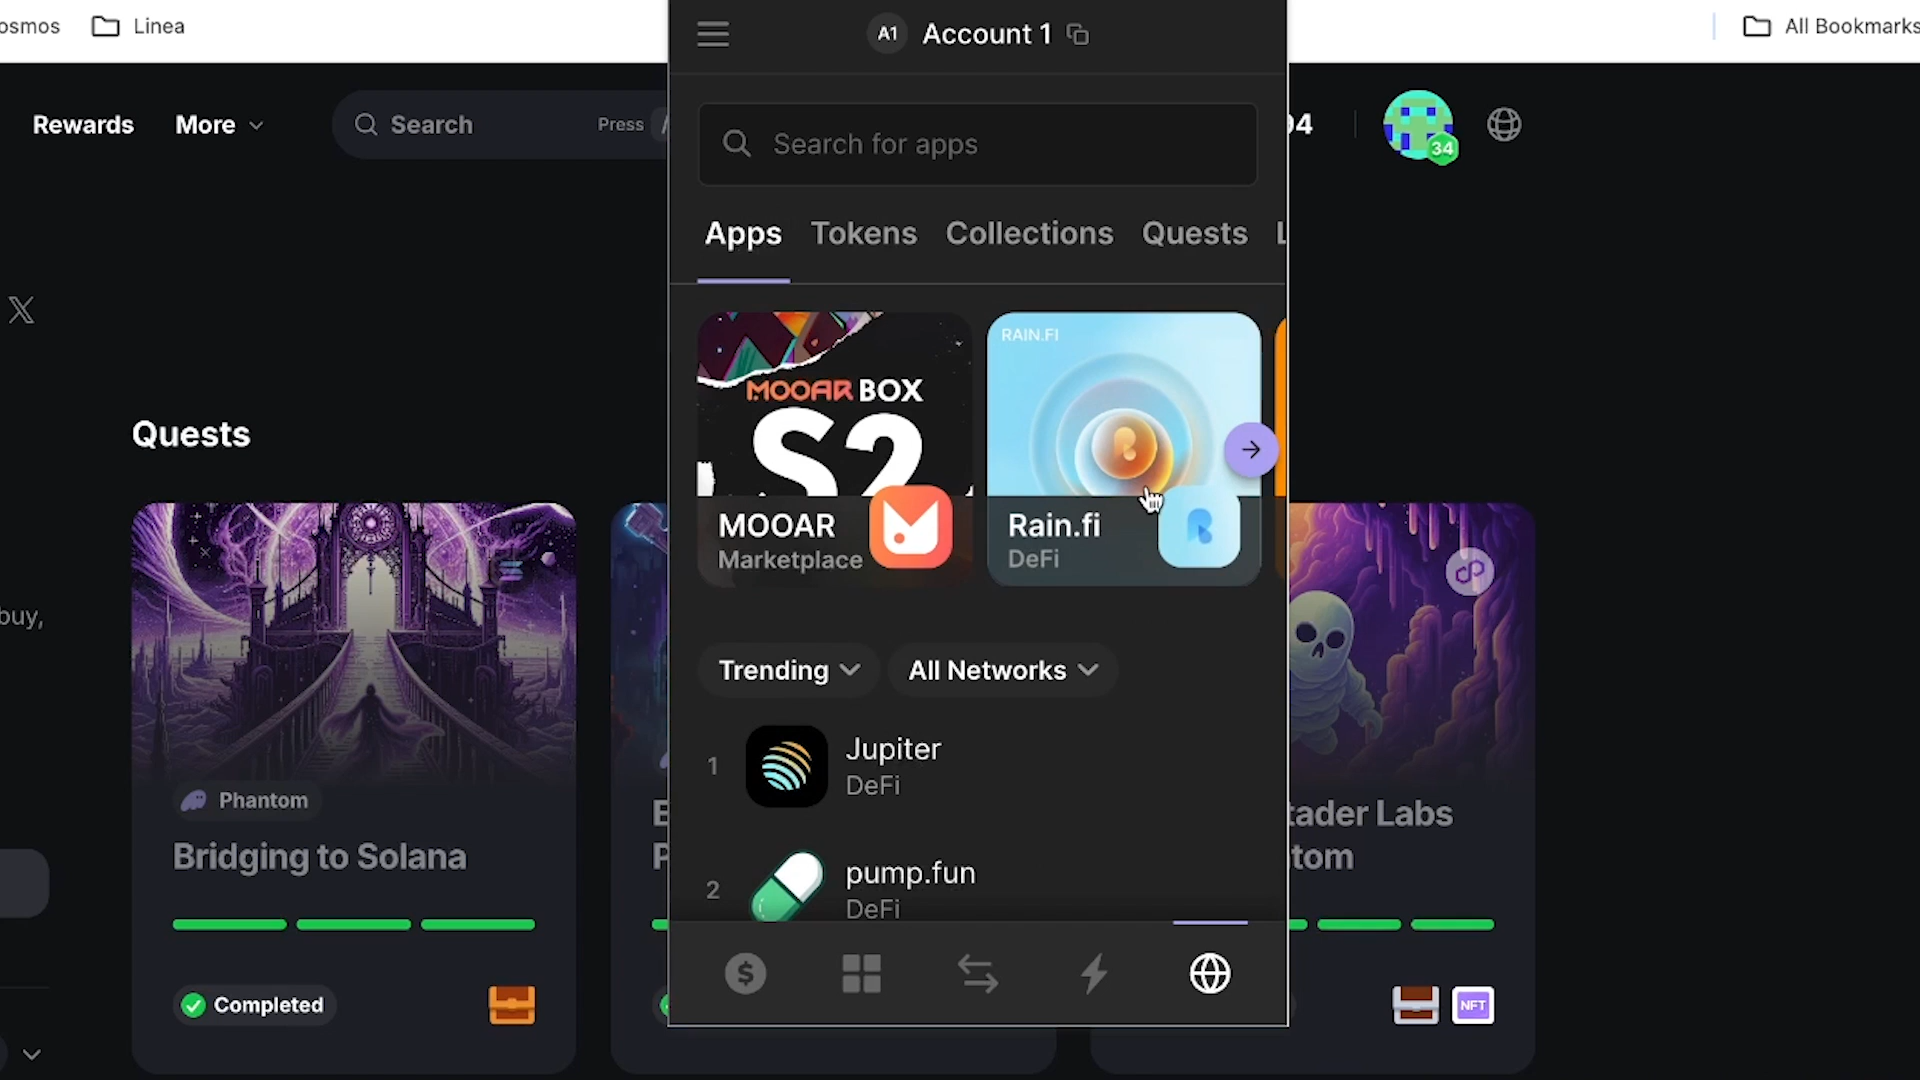 osmos
Linea
All Bookmarks
Rewards
More
Search
Press /
94
34
A1
Account 1
Search for apps
Apps
Tokens
Collections
Quests
RAIN.FI
MOOAR BOX
S2
MOOAR
Marketplace
Rain.fi
DeFi
Trending
All Networks
1
Jupiter
DeFi
2
pump.fun
DeFi
Quests
buy,
Phantom
Bridging to Solana
Completed
E
P
tader Labs
tom
NFT